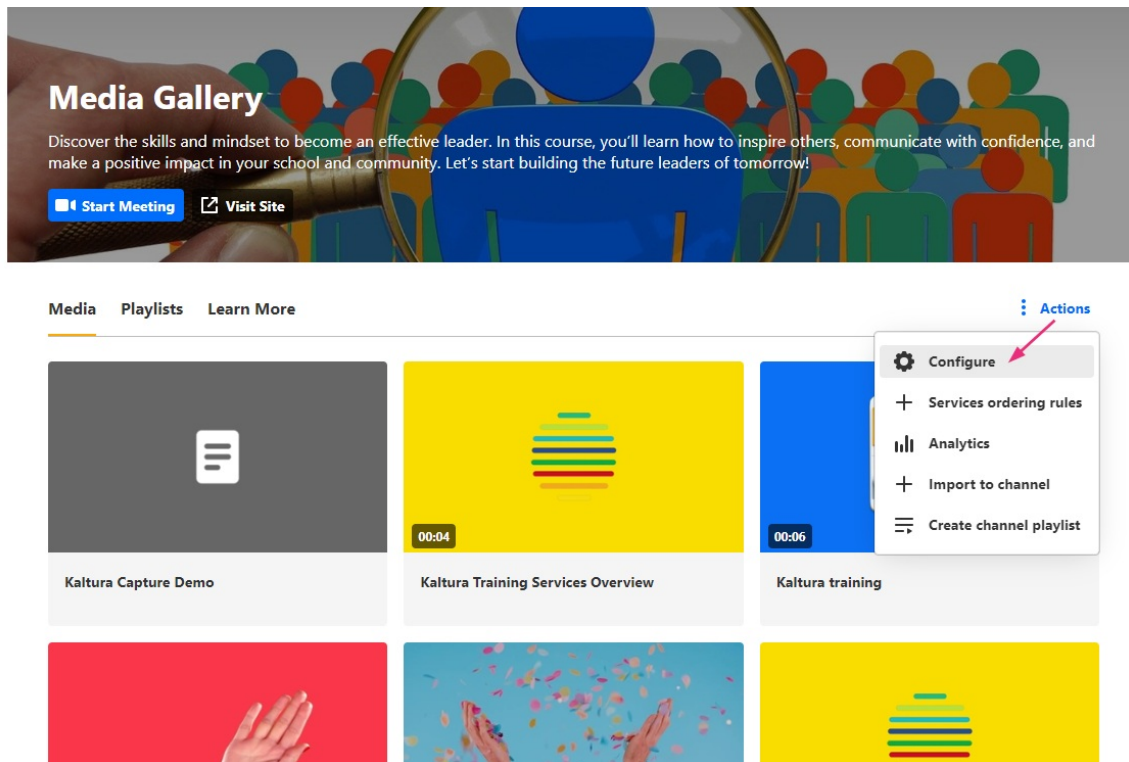 Media Gallery
Discover the skills and mindset to become an effective leader. In this course, you'll learn how to inspire others, communicate with confidence, and
make a positive impact in your school and community. Let's start building the future leaders of tomorrow!
Start Meeting Visit Site
Media Playlists Learn More Actions
Configure
Services ordering rules
Analytics
Import to channel
Create channel playlist
00:04 00:06
Kaltura Capture Demo Kaltura Training Services Overview Kaltura training